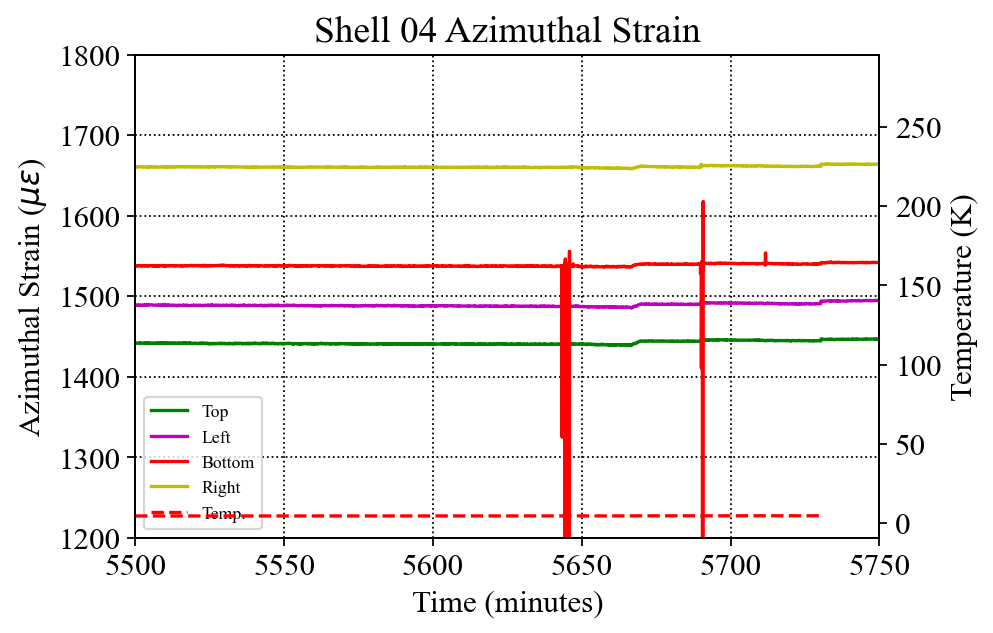 Shell 04 Azimuthal Strain
Azimuthal Strain (με)
1800
1700
1600
1500
1400
1300
1200
250
200
150
100
50
0
Temperature (K)
Top
Left
Bottom
Right
Temp.
5500 5550 5600 5650 5700 5750
Time (minutes)